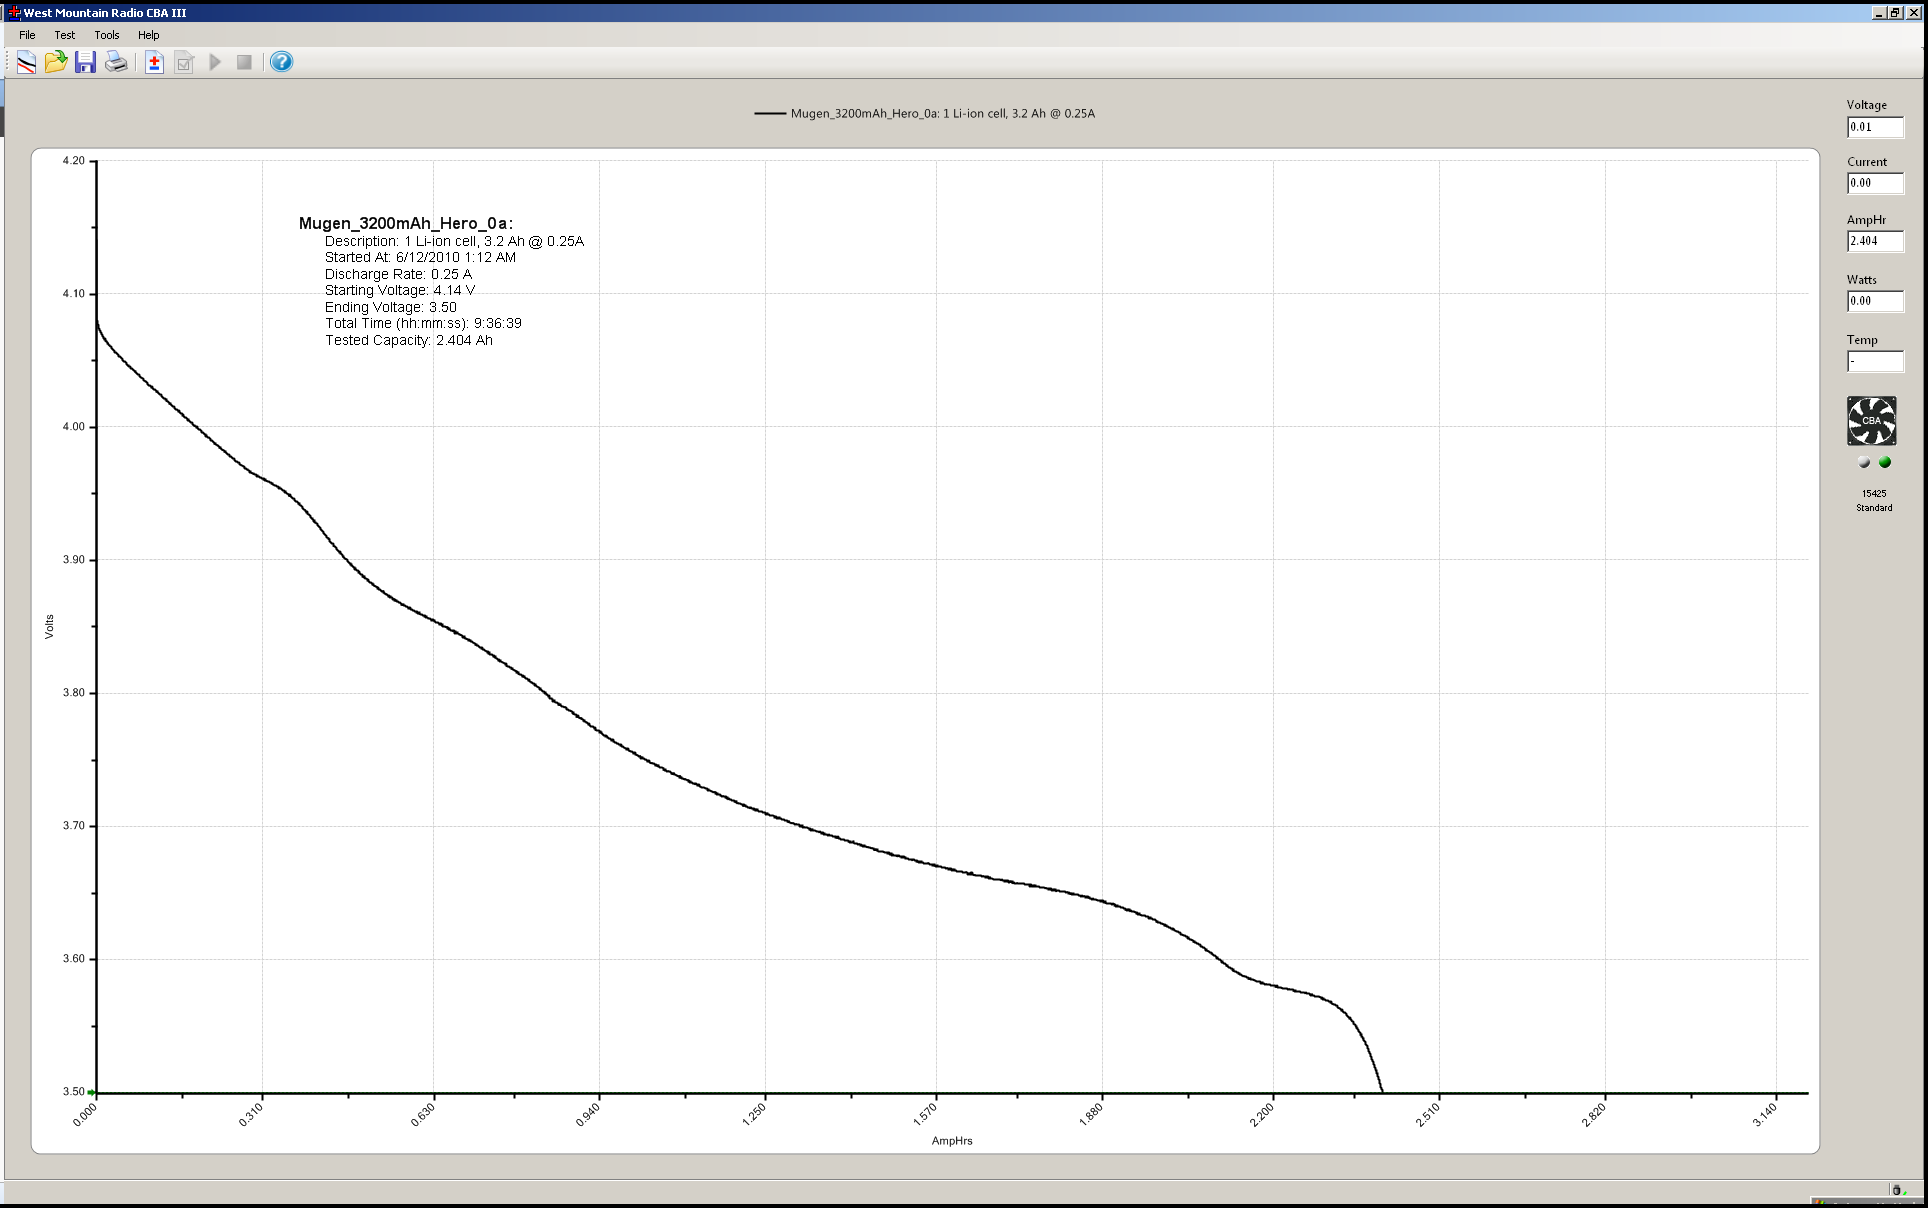 West Mountain Radio CBA III
File Test Tools Help
Mugen_3200mAh_Hero_0a: 1 Li-ion cell, 3.2 Ah @ 0.25A
Mugen_3200mAh_Hero_0a:
Description: 1 Li-ion cell, 3.2 Ah @ 0.25A
Started At: 6/12/2010 1:12 AM
Discharge Rate: 0.25 A
Starting Voltage: 4.14 V
Ending Voltage: 3.50
Total Time (hh:mm:ss): 9:36:39
Tested Capacity: 2.404 Ah
4.20
4.10
4.00
3.90
3.80
3.70
3.60
3.50
Volts
0.000 0.310 0.630 0.940 1.250 1.570 1.880 2.200 2.510 2.820 3.140
AmpHrs
Voltage
0.01
Current
0.00
AmpHr
2.404
Watts
0.00
Temp
-
CBA
15425
Standard